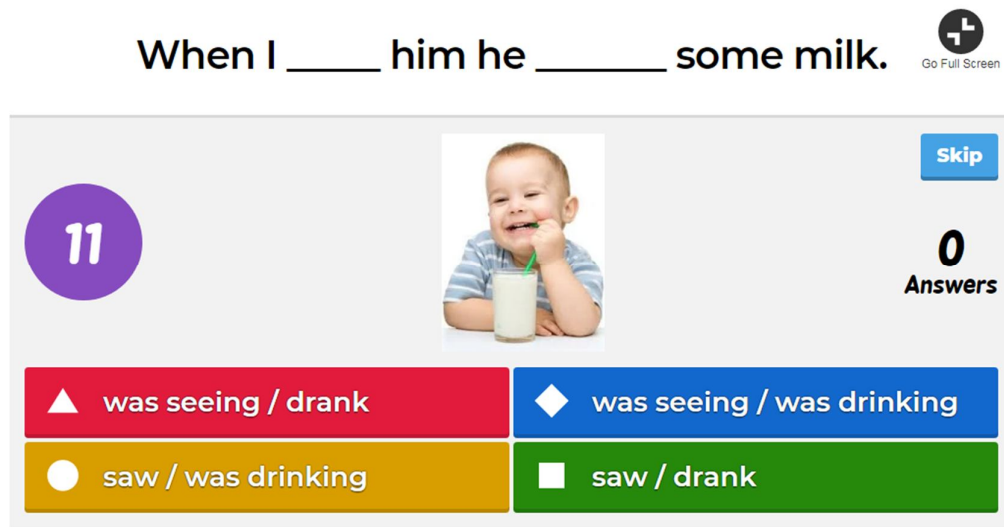 When I _____ him he _______ some milk.
Go Full Screen
Skip
11
0
Answers
was seeing / drank
was seeing / was drinking
saw / was drinking
saw / drank